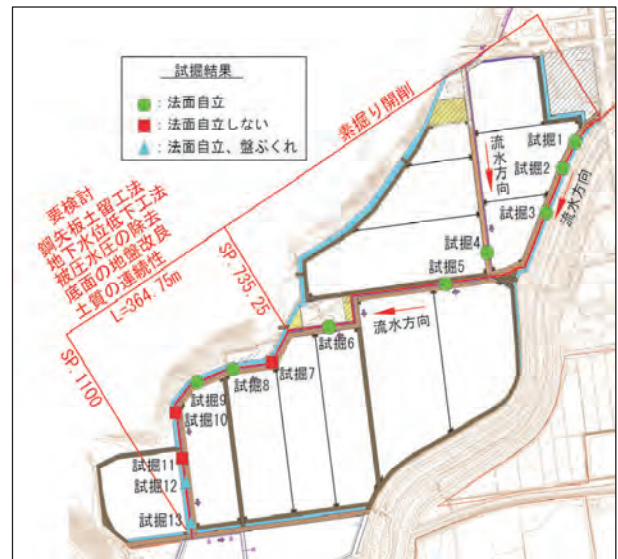 試掘結果
：法面自立
：法面自立しない
：法面自立、盤ぶくれ
素掘り開削
要検討
鋼矢板土留工法
地下水位低下工法
被圧水圧の除去
底面の地盤改良
土質の連続性
L=364.75m
SP.735.25
SP.1100
試掘1
試掘2
試掘3
流水方向
流水方向
試掘4
試掘5
流水方向
試掘6
試掘7
試掘8
試掘9
試掘10
試掘11
試掘12
試掘13